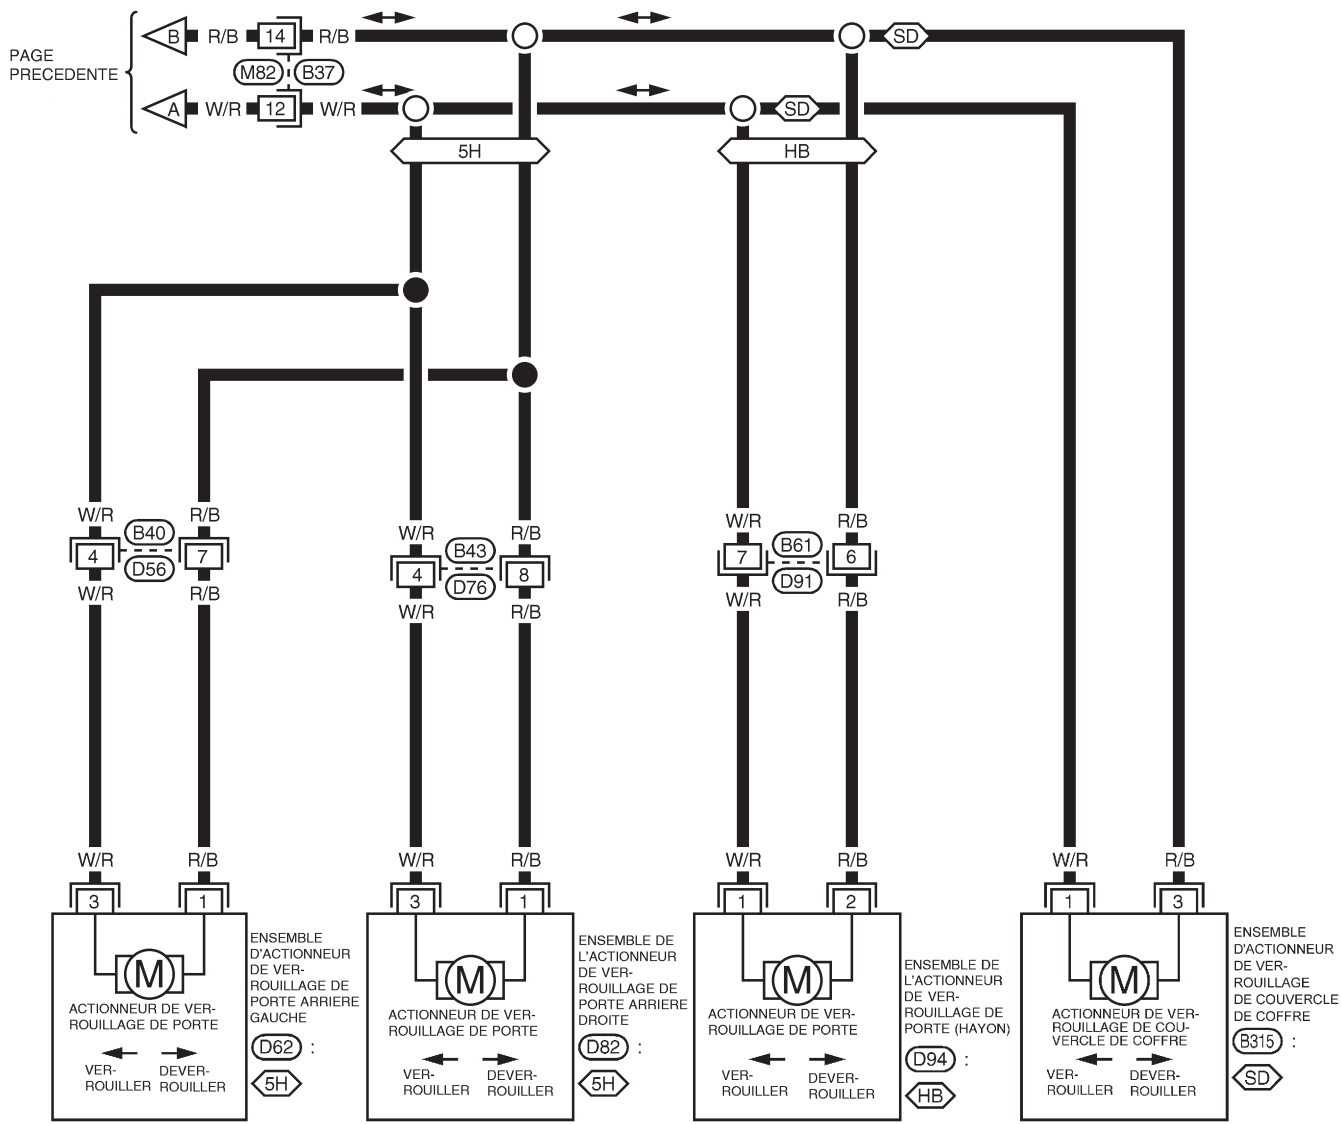 PAGE
PRECEDENTE
B R/B 14 R/B SD
M82 B37
A W/R 12 W/R SD
5H HB
W/R R/B W/R R/B W/R R/B
4 B40 7
D56
4 B43 8
D76
7 B61 6
D91
W/R R/B W/R R/B W/R R/B
W/R R/B W/R R/B W/R R/B W/R R/B
3 1 3 1 1 2 1 3
M
ACTIONNEUR DE VER-
ROUILLAGE DE PORTE
VER-
ROUILLER
DEVER-
ROUILLER
ENSEMBLE
D'ACTIONNEUR
DE VER-
ROUILLAGE DE
PORTE ARRIERE
GAUCHE
D62 :
5H
M
ACTIONNEUR DE VER-
ROUILLAGE DE PORTE
VER-
ROUILLER
DEVER-
ROUILLER
ENSEMBLE DE
L'ACTIONNEUR
DE VER-
ROUILLAGE DE
PORTE ARRIERE
DROITE
D82 :
5H
M
ACTIONNEUR DE VER-
ROUILLAGE DE PORTE
VER-
ROUILLER
DEVER-
ROUILLER
ENSEMBLE DE
L'ACTIONNEUR
DE VER-
ROUILLAGE DE
PORTE (HAYON)
D94 :
HB
M
ACTIONNEUR DE VER-
ROUILLAGE DE COU-
VERCLE DE COFFRE
VER-
ROUILLER
DEVER-
ROUILLER
ENSEMBLE
D'ACTIONNEUR
DE VER-
ROUILLAGE
DE COUVERCLE
DE COFFRE
B315 :
SD